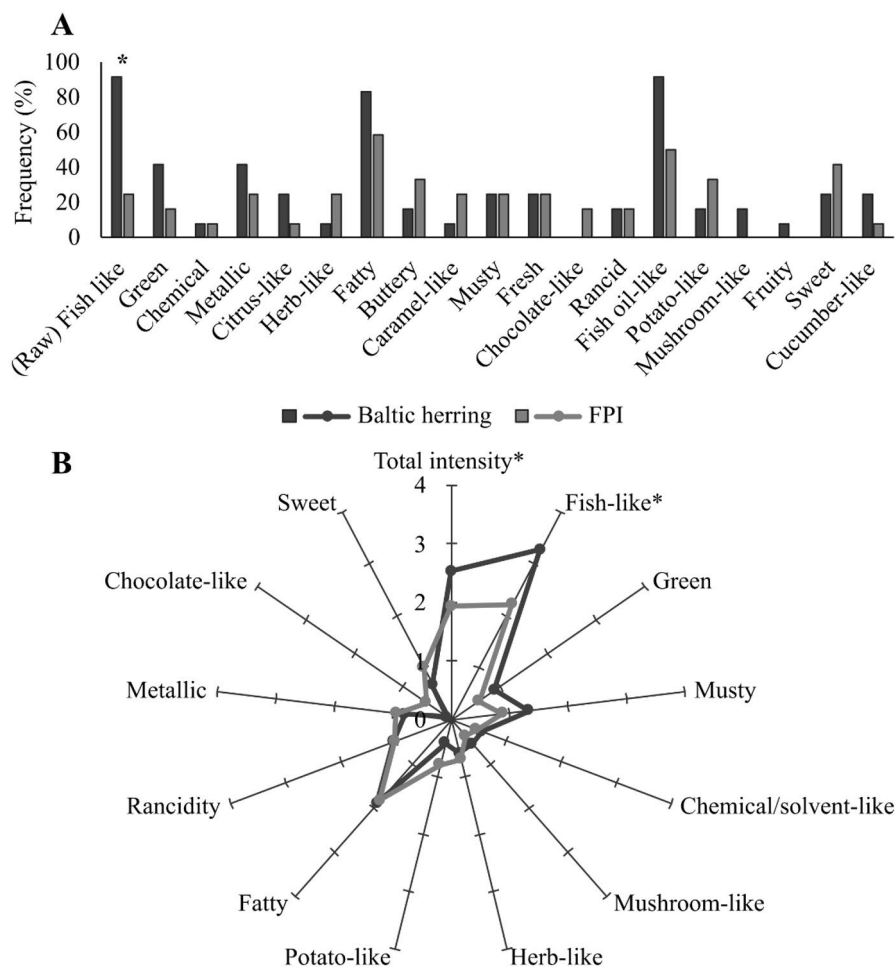 A
100
*
80
60
40
20
0
Frequency (%)
(Raw) Fish like
Green
Chemical
Metallic
Citrus-like
Herb-like
Fatty
Buttery
Caramel-like
Musty
Fresh
Chocolate-like
Rancid
Fish oil-like
Potato-like
Mushroom-like
Fruity
Sweet
Cucumber-like
Baltic herring FPI
B
Total intensity*
4
Sweet
Fish-like*
3
Chocolate-like
Green
2
Metallic
1
Musty
0
Rancidity
Chemical/solvent-like
Fatty
Mushroom-like
Potato-like
Herb-like